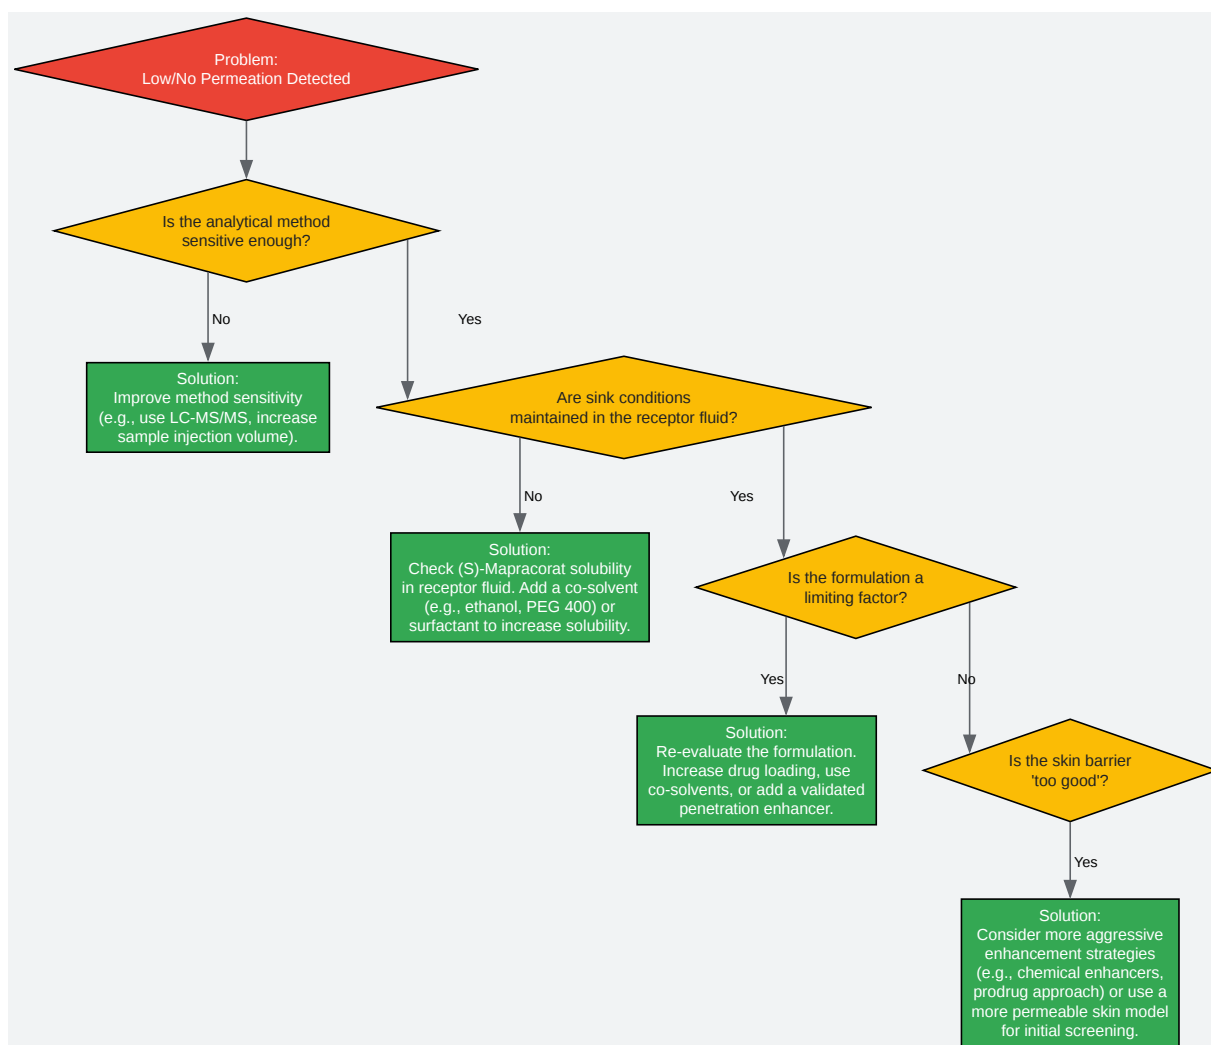 Problem:
Low/No Permeation Detected
Is the analytical method
sensitive enough?
No
Yes
Solution:
Improve method sensitivity
(e.g., use LC-MS/MS, increase
sample injection volume).
Are sink conditions
maintained in the receptor fluid?
No
Yes
Solution:
Check (S)-Mapracorat solubility
in receptor fluid. Add a co-solvent
(e.g., ethanol, PEG 400) or
surfactant to increase solubility.
Is the formulation a
limiting factor?
Yes
No
Solution:
Re-evaluate the formulation.
Increase drug loading, use
co-solvents, or add a validated
penetration enhancer.
Is the skin barrier
'too good'?
Yes
Solution:
Consider more aggressive
enhancement strategies
(e.g., chemical enhancers,
prodrug approach) or use a
more permeable skin model
for initial screening.